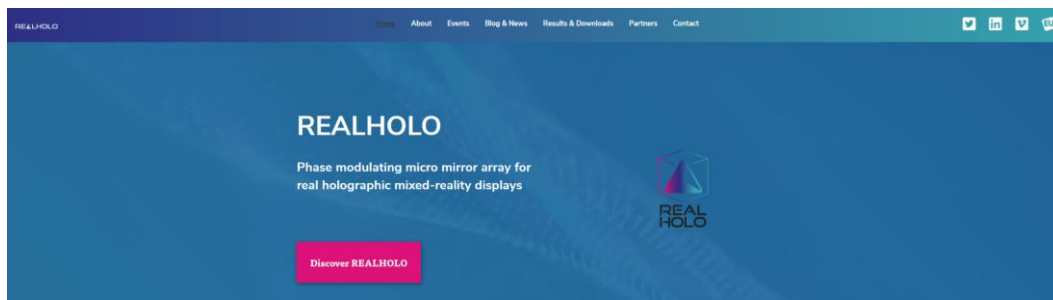 REALHOLO
Home About Events Blog & News Results & Downloads Partners Contact
REALHOLO
Phase modulating micro mirror array for
real holographic mixed-reality displays
REAL
HOLO
Discover REALHOLO